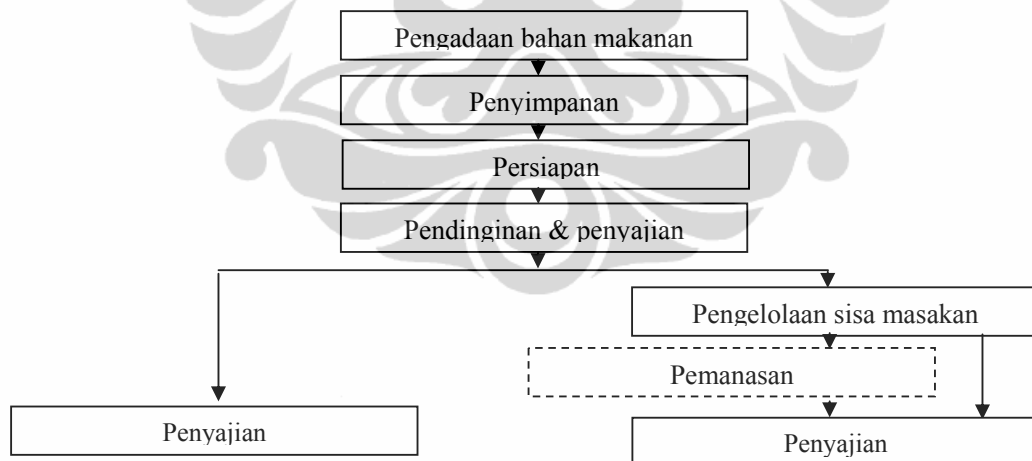 Pengadaan bahan makanan
Penyimpanan
Persiapan
Pendinginan & penyajian
Pengelolaan sisa masakan
Pemanasan
Penyajian
Penyajian